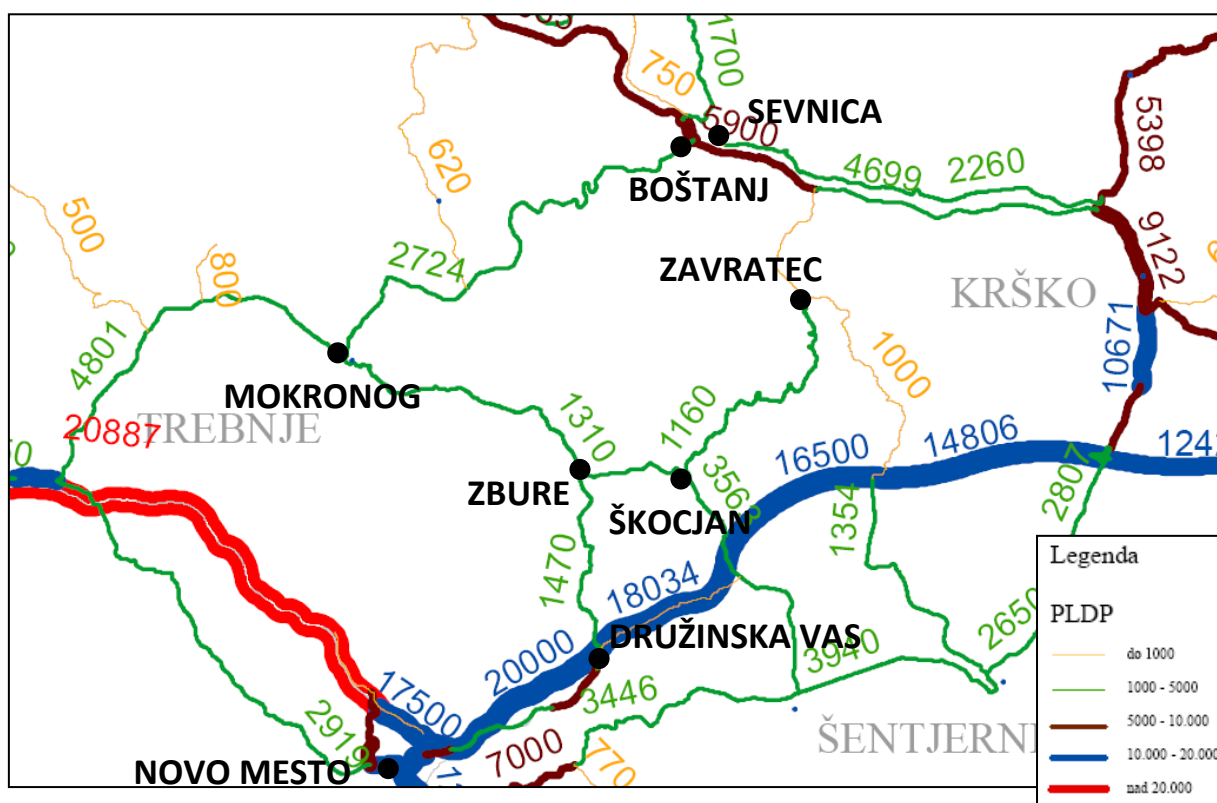 1700
750
5900
SEVNICA
5398
620
BOŠTANJ
4699
2260
500
800
2724
ZAVRATEC
KRŠKO
9122
4801
10671
1000
MOKRONOG
20887
TREBNJE
1310
1160
16500
14806
ZBURE
ŠKOCJAN
1354
2807
1470
18034
DRUŽINSKA VAS
2650
20000
3940
3446
17500
2919
7000
770
ŠENTJERNE
NOVO MESTO
Legenda
PLDP
do 1000
1000 - 5000
5000 - 10.000
10.000 - 20.000
nad 20.000